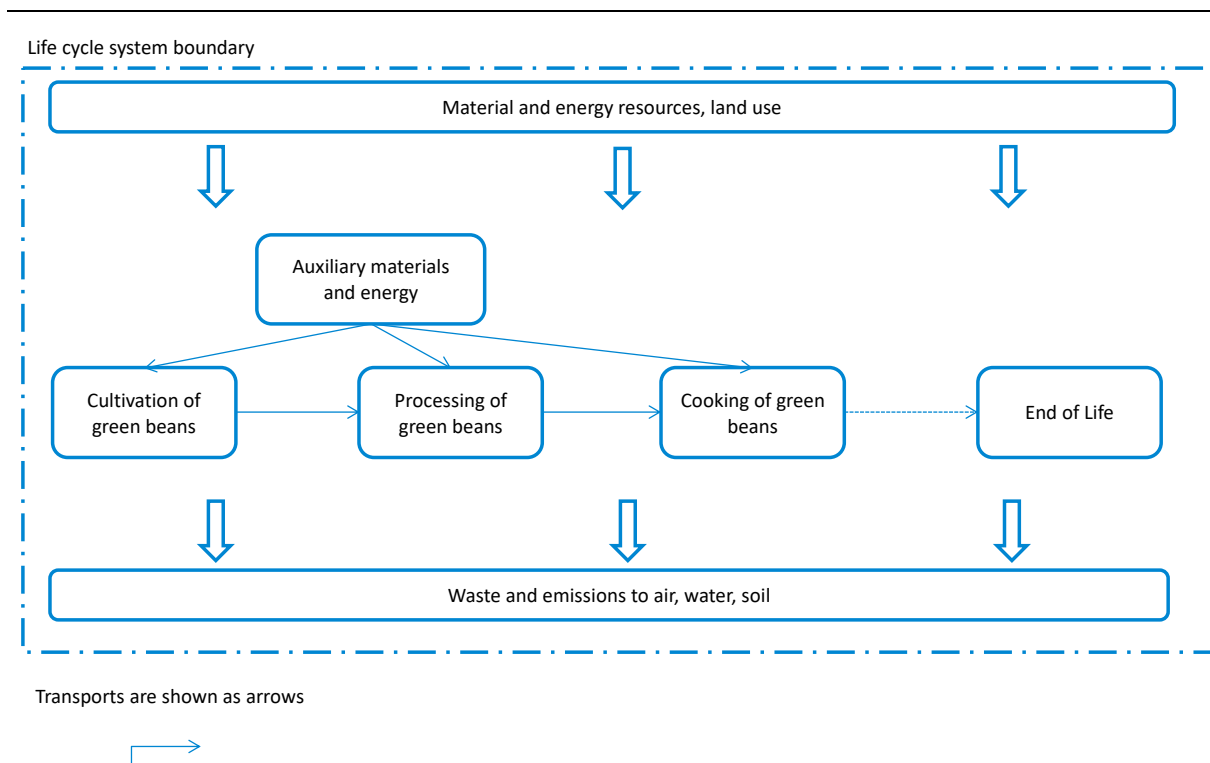 Life cycle system boundary
Material and energy resources, land use
Auxiliary materials
and energy
Cultivation of
green beans
Processing of
green beans
Cooking of green
beans
End of Life
Waste and emissions to air, water, soil
Transports are shown as arrows